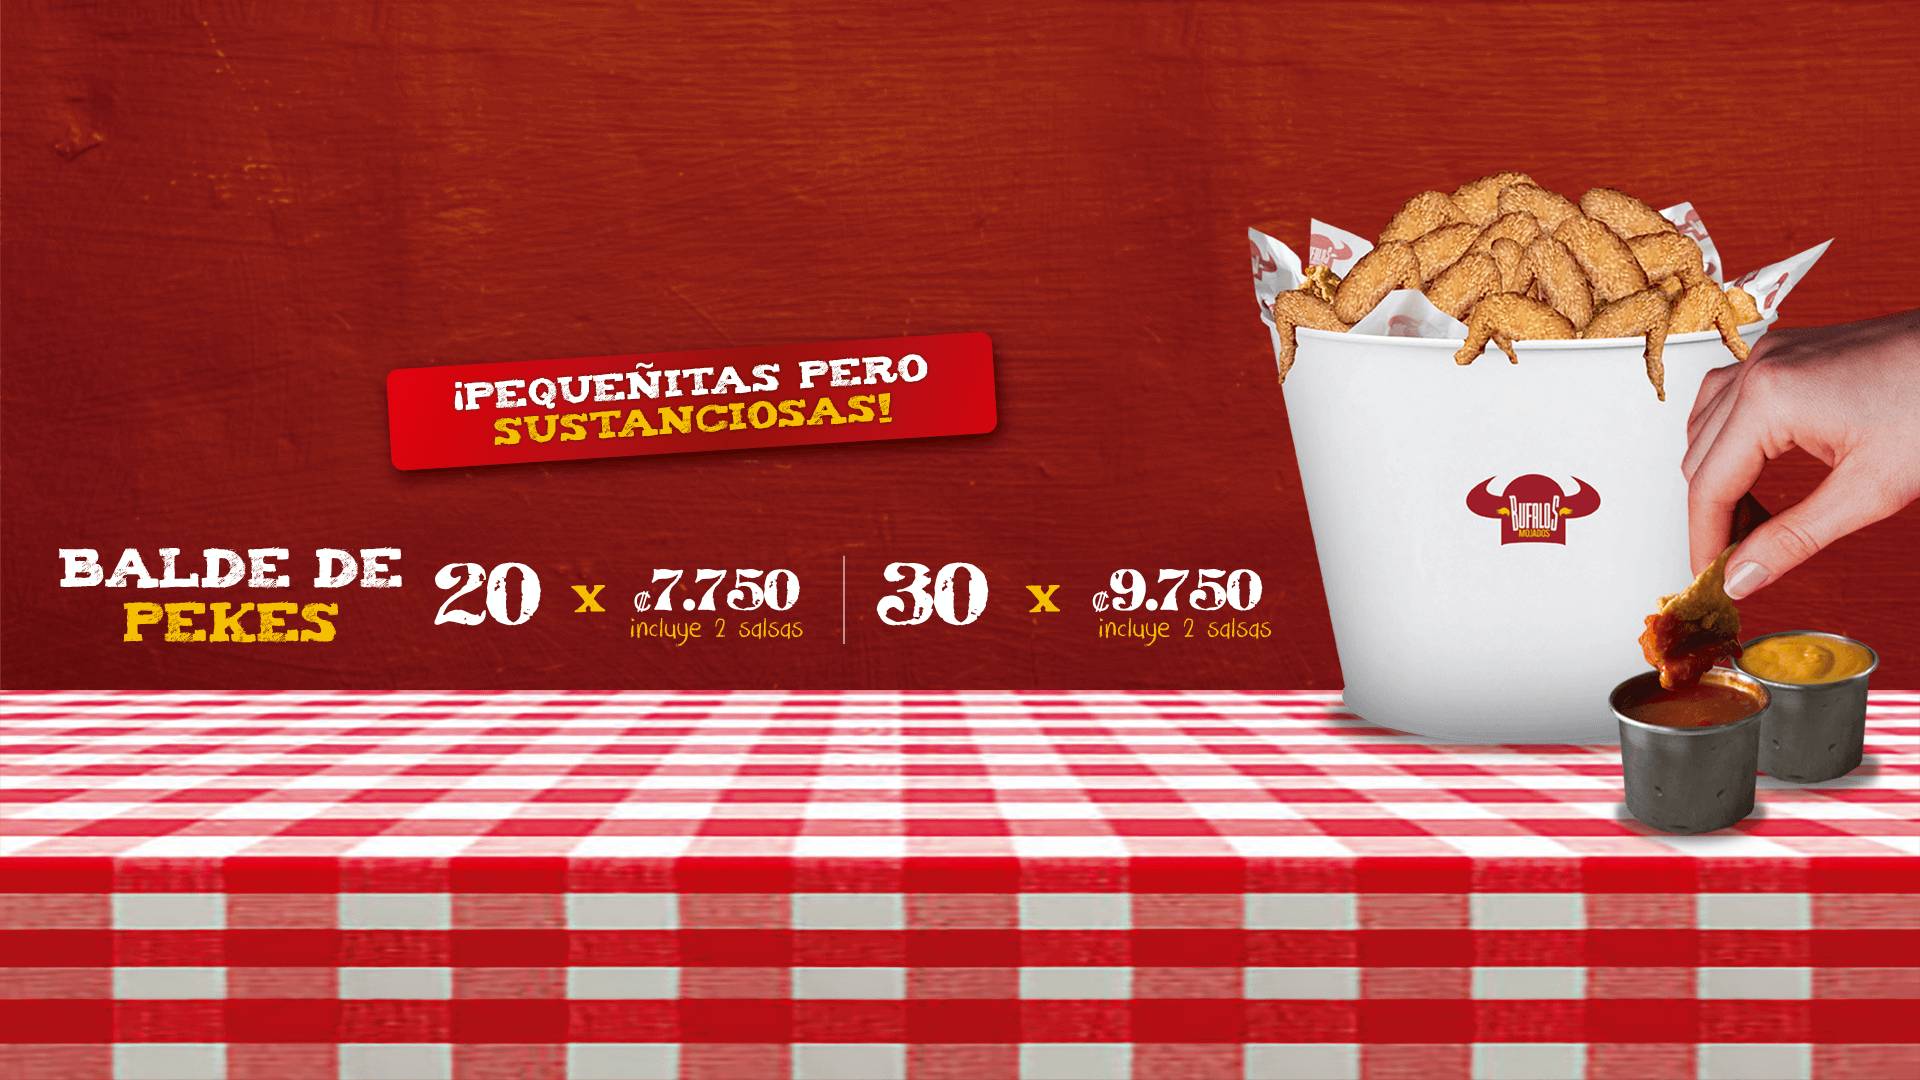 ¡PEQUEÑITAS PERO
SUSTANCIOSAS!
BALDE DE
PEKES
20 x ₡7.750
incluye 2 salsas
30 x ₡9.750
incluye 2 salsas
BUFALOS
MOJADOS